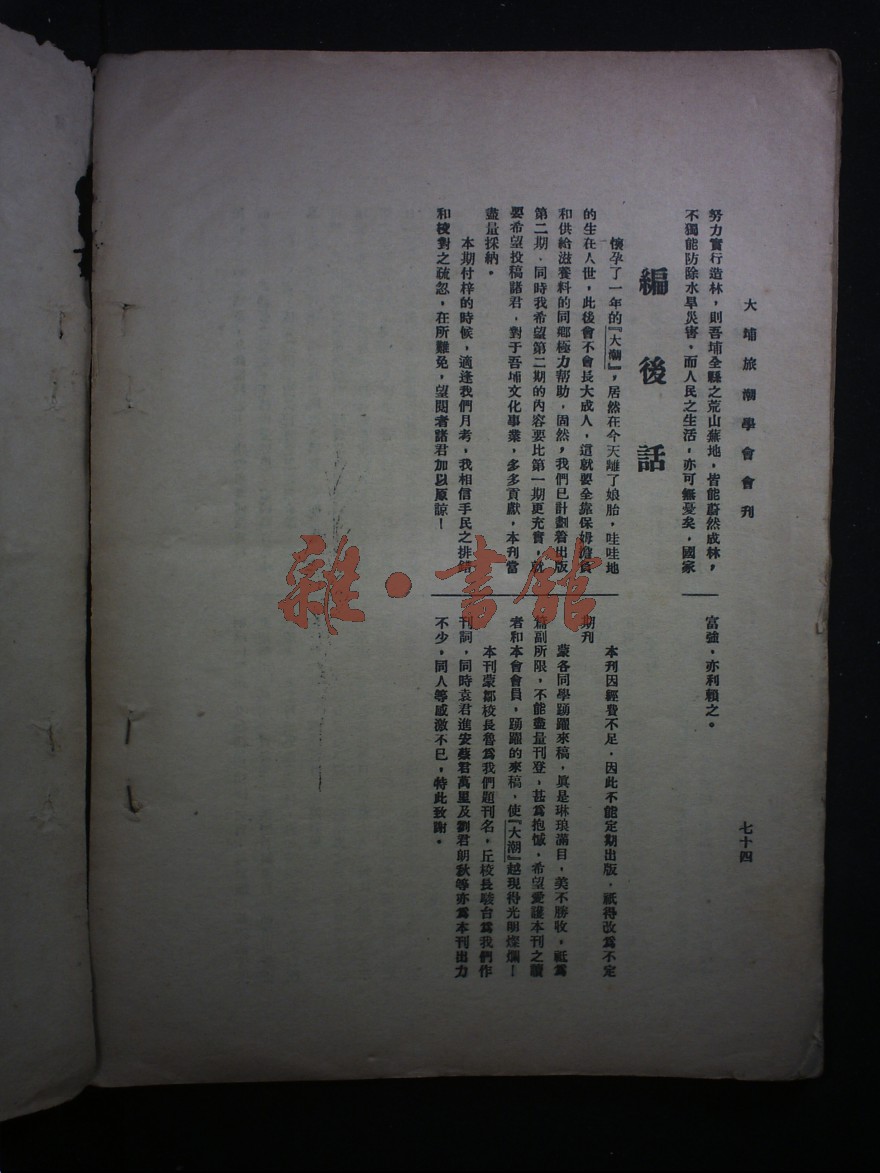 大埔旅潮學會會刊
七十四
努力實行造林，則吾埔全縣之荒山蕪地，皆能蔚然成林，
不獨能防除水旱災害，而人民之生活，亦可無憂矣，國家
富強，亦利賴之。
編後話
懷孕了一年的『大潮』，居然在今天離了娘胎，哇哇地
的生在人世，此後會不會長大成人，這就要全靠保姆擔負
和供給滋養料的同鄉極力帮助，固然，我們已計劃着出版
第二期，同時我希望第二期的內容要比第一期更充實，就
要希望投稿諸君，對于吾埔文化事業，多多貢獻，本刊當
盡量採納。
本期付梓的時候，適逢我們月考，我相信手民之排錯
和校對之疏忽，在所難免，望閱者諸君加以原諒！
本刊因經費不足，因此不能定期出版，祇得改為不定
期刊
蒙各同學踴躍來稿，眞是琳琅滿目，美不勝收，祇為
篇副所限，不能盡量刊登，甚為抱憾，希望愛護本刊之讀
者和本會會員，踴躍的來稿，使『大潮』越現得光明燦爛！
本刊蒙鄒校長魯為我們題刊名，丘校長駿台為我們作
刊詞，同時袁君進安蔡君萬里及劉君朗秋等亦為本刊出力
不少，同人等感激不已，特此致謝。
雜·書館